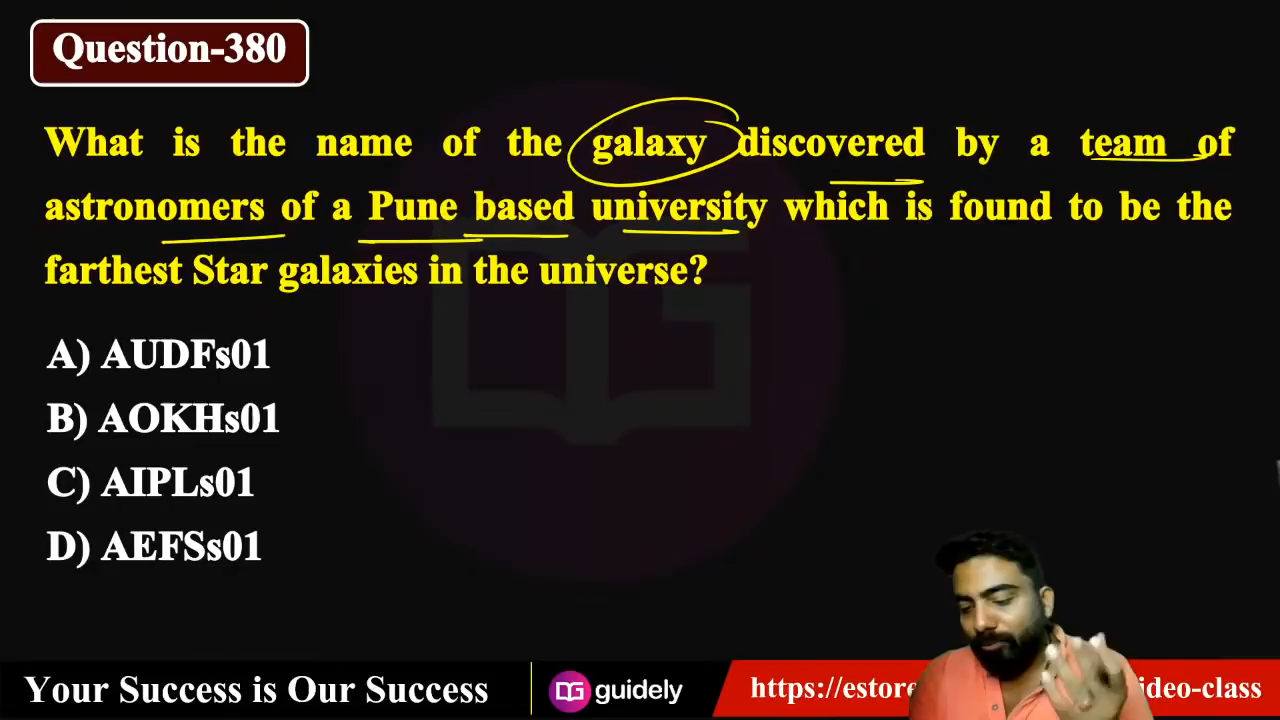 Question-380
What is the name of the galaxy discovered by a team of
astronomers of a Pune based university which is found to be the
farthest Star galaxies in the universe?
A) AUDFs01
B) AOKHs01
C) AIPLs01
D) AEFSs01
Your Success is Our Success
guidely
https://estore ideo-class